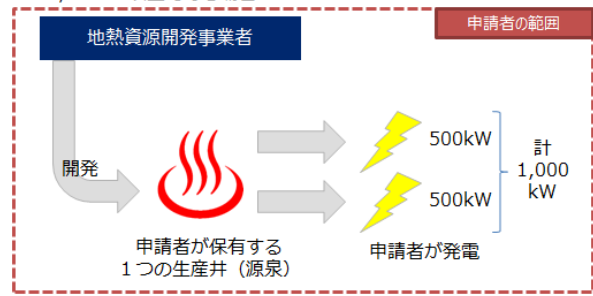 申請者の範囲
地熱資源開発事業者
開発
500kW
500kW
計
1,000
kW
申請者が保有する
１つの生産井（源泉）
申請者が発電